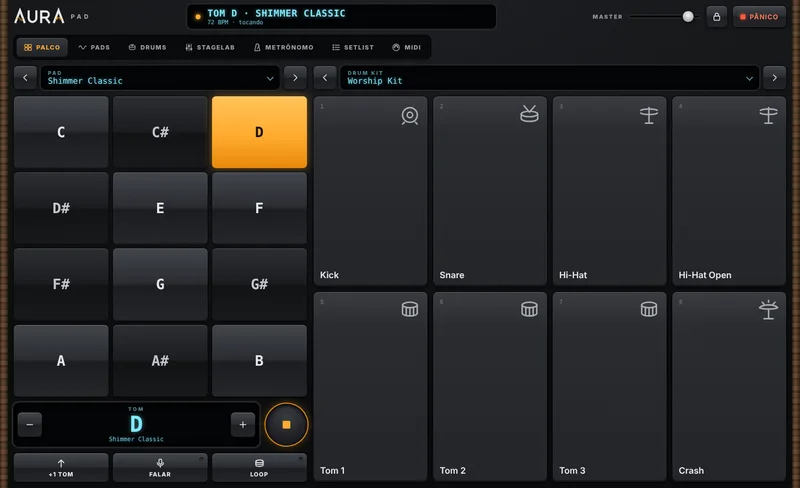 AURA PAD
TOM D · SHIMMER CLASSIC
72 BPM · tocando
MASTER
PÂNICO
PALCO
PADS
DRUMS
STAGELAB
METRÓNOMO
SETLIST
MIDI
PAD
Shimmer Classic
DRUM KIT
Worship Kit
C
C#
D
D#
E
F
F#
G
G#
A
A#
B
TOM
−
D
+
Shimmer Classic
+1 TOM
FALAR
LOOP
1
Kick
2
Snare
3
Hi-Hat
4
Hi-Hat Open
5
Tom 1
6
Tom 2
7
Tom 3
8
Crash